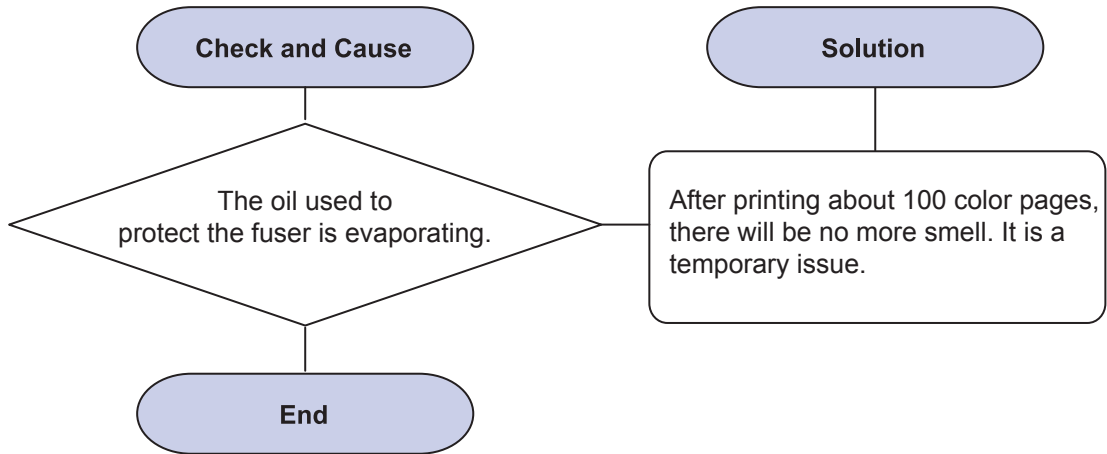 Check and Cause
Solution
The oil used to
protect the fuser is evaporating.
After printing about 100 color pages,
there will be no more smell. It is a
temporary issue.
End